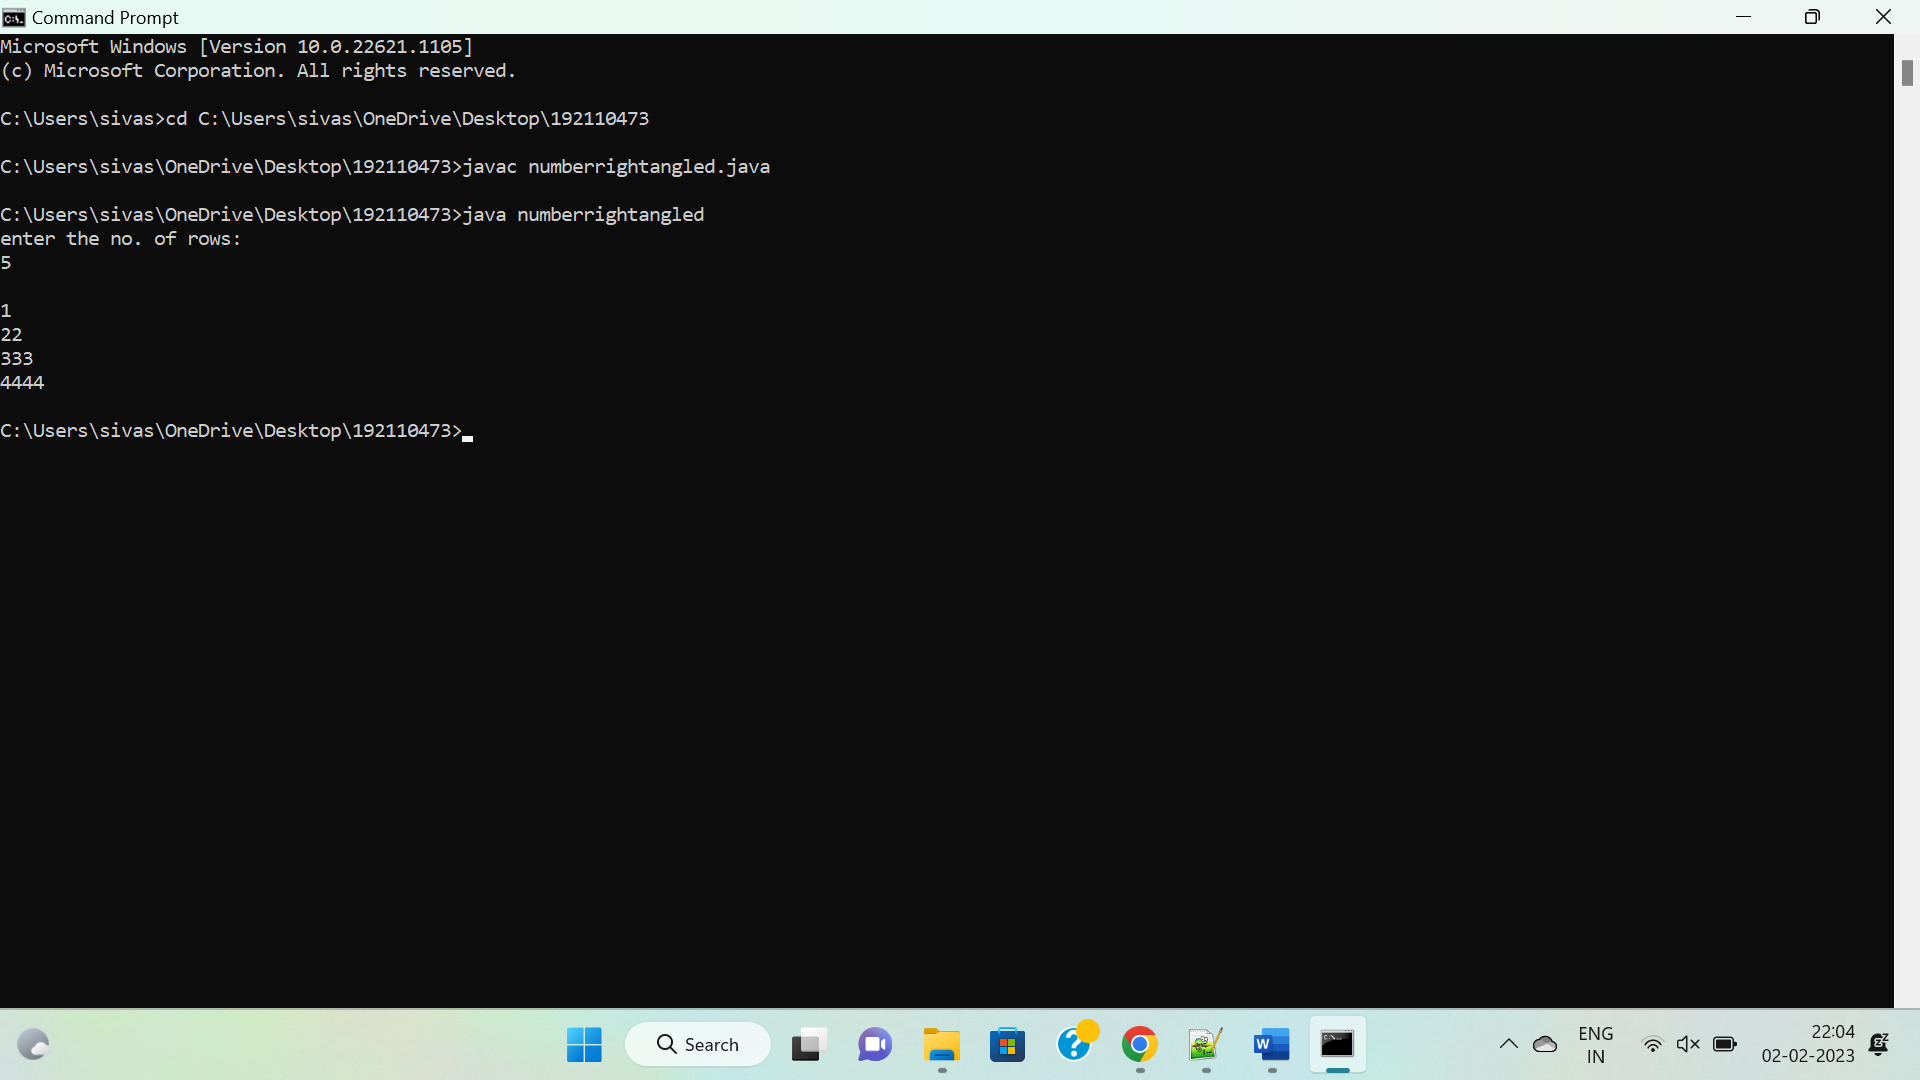 Command Prompt
Microsoft Windows [Version 10.0.22621.1105]
(c) Microsoft Corporation. All rights reserved.
C:\Users\sivas>cd C:\Users\sivas\OneDrive\Desktop\192110473
C:\Users\sivas\OneDrive\Desktop\192110473>javac numberrightangled.java
C:\Users\sivas\OneDrive\Desktop\192110473>java numberrightangled
enter the no. of rows:
5
1
22
333
4444
C:\Users\sivas\OneDrive\Desktop\192110473>
Search
ENG
IN
22:04
02-02-2023